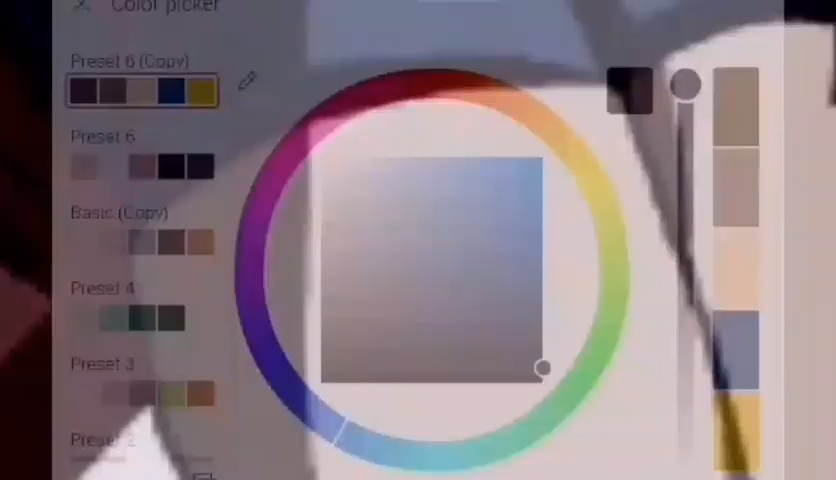 Color picker
Preset 6 (Copy)
Preset 6
Basic (Copy)
Preset 4
Preset 3
Preset 2